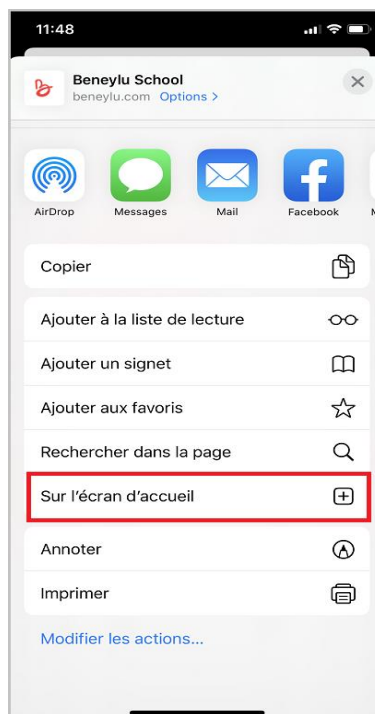 11:48
Beneylu School
beneylu.com Options >
AirDrop Messages Mail Facebook
Copier
Ajouter à la liste de lecture
Ajouter un signet
Ajouter aux favoris
Rechercher dans la page
Sur l'écran d'accueil
Annoter
Imprimer
Modifier les actions...